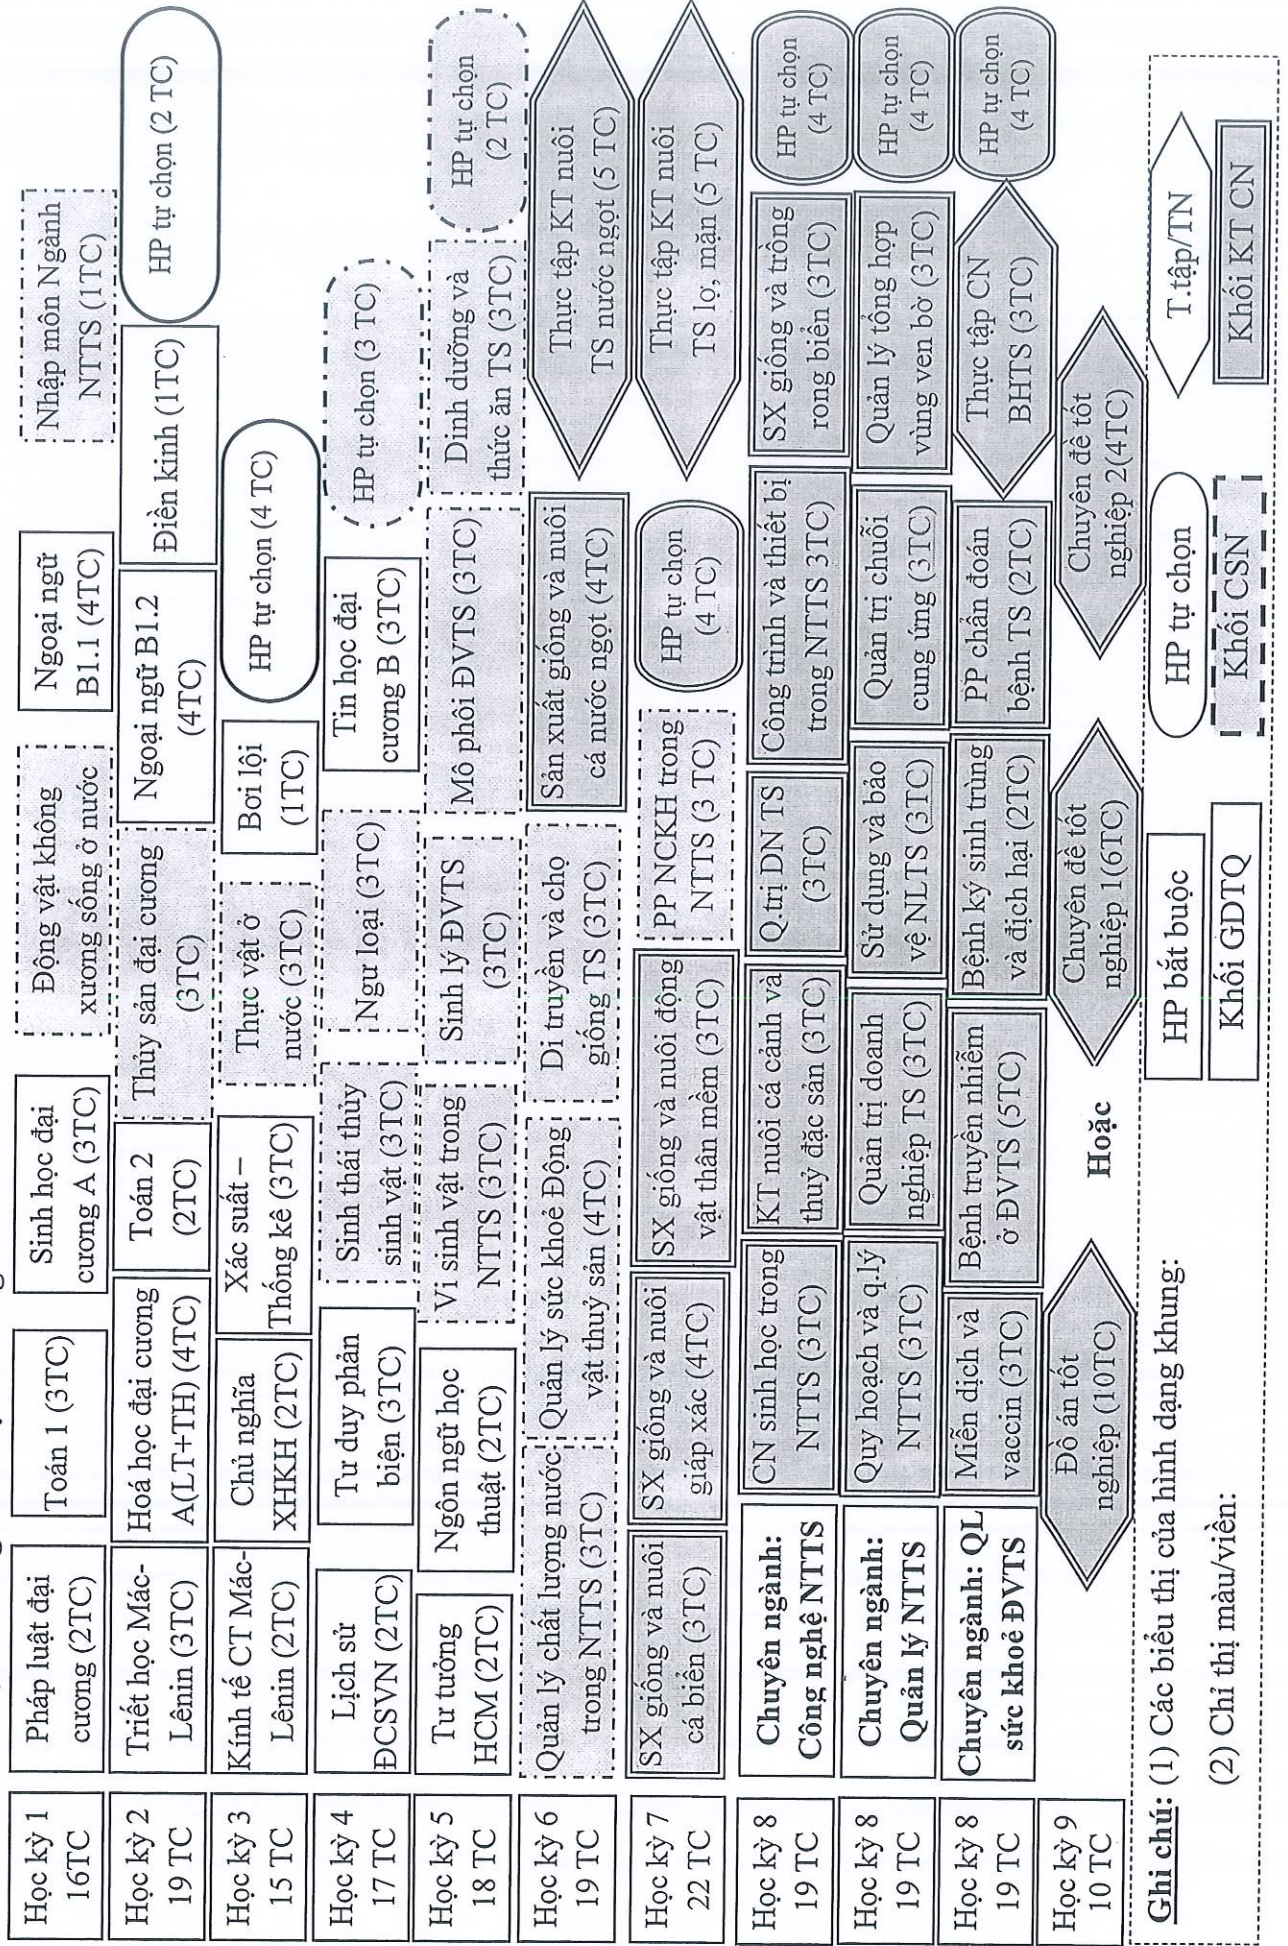 Học kỳ 1
16TC
Pháp luật đại
cương (2TC)
Toán 1 (3TC)
Sinh học đại
cương A (3TC)
Động vật không
xương sống ở nước
Ngoại ngữ
B1.1 (4TC)
Nhập môn Ngành
NTTS (1TC)
Học kỳ 2
19 TC
Triết học Mác-
Lênin (3TC)
Hoá học đại cương
A(LT+TH) (4TC)
Toán 2
(2TC)
Thủy sản đại cương
(3TC)
Ngoại ngữ B1.2
(4TC)
Điền kinh (1TC)
HP tự chọn (2 TC)
Học kỳ 3
15 TC
Kính tế CT Mác-
Lênin (2TC)
Chủ nghĩa
XHKH (2TC)
Xác suất –
Thống kê (3TC)
Thực vật ở
nước (3TC)
Bơi lội
(1TC)
HP tự chọn (4 TC)
Học kỳ 4
17 TC
Lịch sử
ĐCSVN (2TC)
Tư duy phản
biện (3TC)
Sinh thái thủy
sinh vật (3TC)
Ngư loại (3TC)
Tin học đại
cương B (3TC)
HP tự chọn (3 TC)
Học kỳ 5
18 TC
Tư tưởng
HCM (2TC)
Ngôn ngữ học
thuật (2TC)
Vi sinh vật trong
NTTS (3TC)
Sinh lý ĐVTS
(3TC)
Mô phôi ĐVTS (3TC)
Dinh dưỡng và
thức ăn TS (3TC)
HP tự chọn
(2 TC)
Học kỳ 6
19 TC
Quản lý chất lượng nước
trong NTTS (3TC)
Quản lý sức khoẻ Động
vật thuỷ sản (4TC)
Di truyền và chọ
giống TS (3TC)
Sản xuất giống và nuôi
cá nước ngọt (4TC)
Thực tập KT nuôi
TS nước ngọt (5 TC)
Học kỳ 7
22 TC
SX giống và nuôi
cá biển (3TC)
SX giống và nuôi
giáp xác (4TC)
SX giống và nuôi động
vật thân mềm (3TC)
PP NCKH trong
NTTS (3 TC)
HP tự chọn
(4 TC)
Thực tập KT nuôi
TS lợ, mặn (5 TC)
Học kỳ 8
19 TC
Chuyên ngành:
Công nghệ NTTS
CN sinh học trong
NTTS (3TC)
KT nuôi cá cảnh và
thuỷ đặc sản (3TC)
Q.trị DN TS
(3TC)
Công trình và thiết bị
trong NTTS 3TC)
SX giống và trồng
rong biển (3TC)
HP tự chọn
(4 TC)
Học kỳ 8
19 TC
Chuyên ngành:
Quản lý NTTS
Quy hoạch và q.lý
NTTS (3TC)
Quản trị doanh
nghiệp TS (3TC)
Sử dụng và bảo
vệ NLTS (3TC)
Quản trị chuỗi
cung ứng (3TC)
Quản lý tổng hợp
vùng ven bờ (3TC)
HP tự chọn
(4 TC)
Học kỳ 8
19 TC
Chuyên ngành: QL
sức khoẻ ĐVTS
Miễn dịch và
vaccin (3TC)
Bệnh truyền nhiễm
ở ĐVTS (5TC)
Bệnh ký sinh trùng
và địch hại (2TC)
PP chẩn đoán
bệnh TS (2TC)
Thực tập CN
BHTS (3TC)
HP tự chọn
(4 TC)
Học kỳ 9
10 TC
Đồ án tốt
nghiệp (10TC)
Hoặc
Chuyên đề tốt
nghiệp 1(6TC)
Chuyên đề tốt
nghiệp 2(4TC)
Ghi chú: (1) Các biểu thị của hình dạng khung:
HP bắt buộc
HP tự chọn
T.tập/TN
(2) Chỉ thị màu/viền:
Khối GDTQ
Khối CSN
Khối KT CN